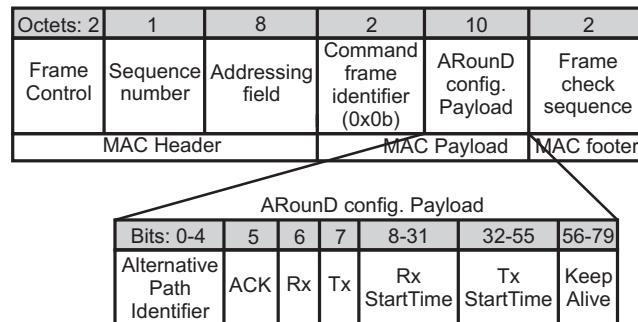 Octets: 2 1 8 2 10 2
Frame Control Sequence number Addressing field Command frame identifier (0x0b) ARounD config. Payload Frame check sequence
MAC Header MAC Payload MAC footer
ARounD config. Payload
Bits: 0-4 5 6 7 8-31 32-55 56-79
Alternative Path Identifier ACK Rx Tx Rx StartTime Tx StartTime Keep Alive